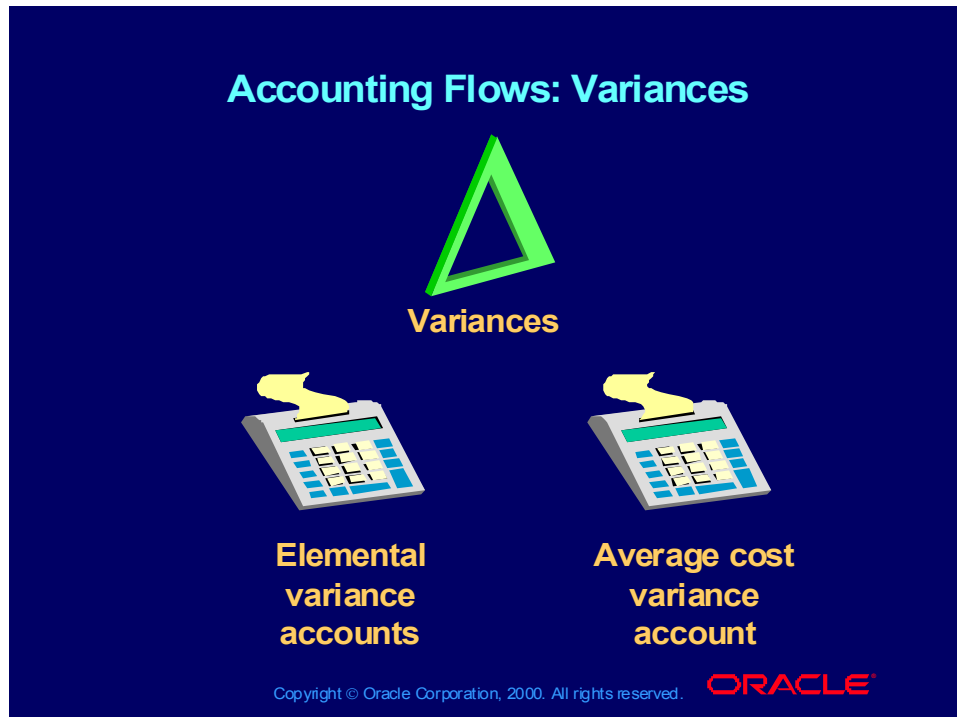 Accounting Flows: Variances
Variances
Elemental
variance
accounts
Average cost
variance
account
Copyright © Oracle Corporation, 2000. All rights reserved.
ORACLE®